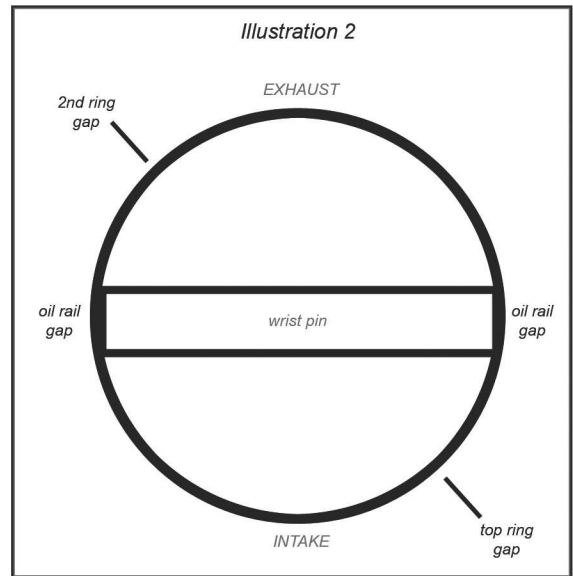 Illustration 2
EXHAUST
2nd ring
gap
oil rail
gap
wrist pin
oil rail
gap
top ring
gap
INTAKE